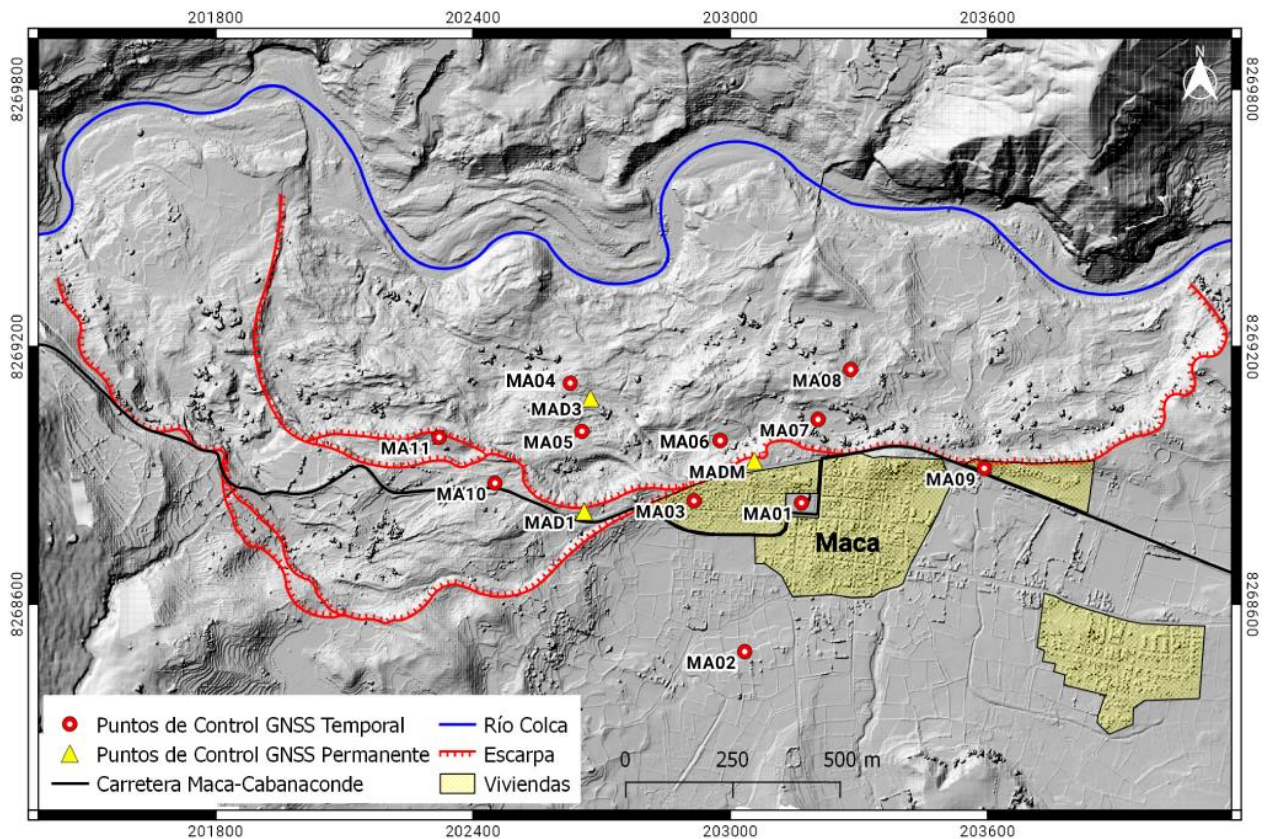 201800 202400 203000 203600
8269800 8269800
N
8269200 8269200
MA04
MA08
MAD3
MA05
MA07
MA11
MA06
MADM
MA10
MA09
MA03
MA01
MAD1
Maca
8268600 8268600
MA02
Puntos de Control GNSS Temporal
Puntos de Control GNSS Permanente
Carretera Maca-Cabanaconde
Río Colca
Escarpa
Viviendas
0 250 500 m
201800 202400 203000 203600